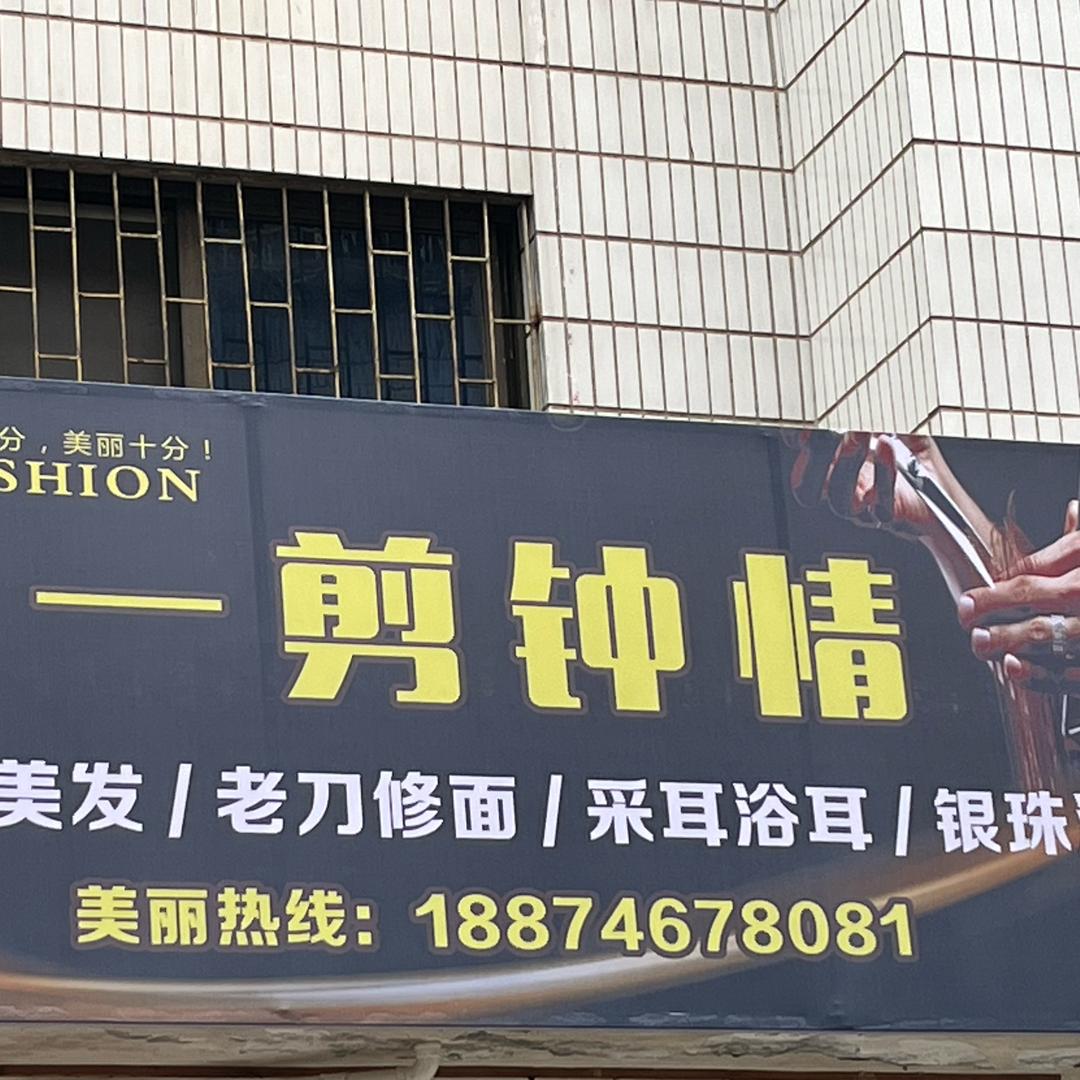 分，美丽十分！
SHION
一剪钟情
美发/老刀修面/采耳浴耳/银珠
美丽热线：18874678081